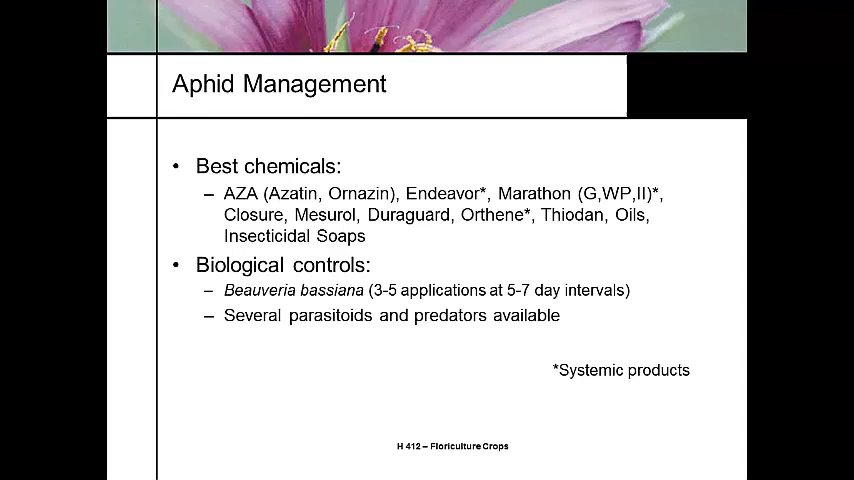 Aphid Management
• Best chemicals:
– AZA (Azatin, Ornazin), Endeavor*, Marathon (G,WP,II)*,
Closure, Mesurol, Duraguard, Orthene*, Thiodan, Oils,
Insecticidal Soaps
• Biological controls:
– Beauveria bassiana (3-5 applications at 5-7 day intervals)
– Several parasitoids and predators available
*Systemic products
H 412 – Floriculture Crops